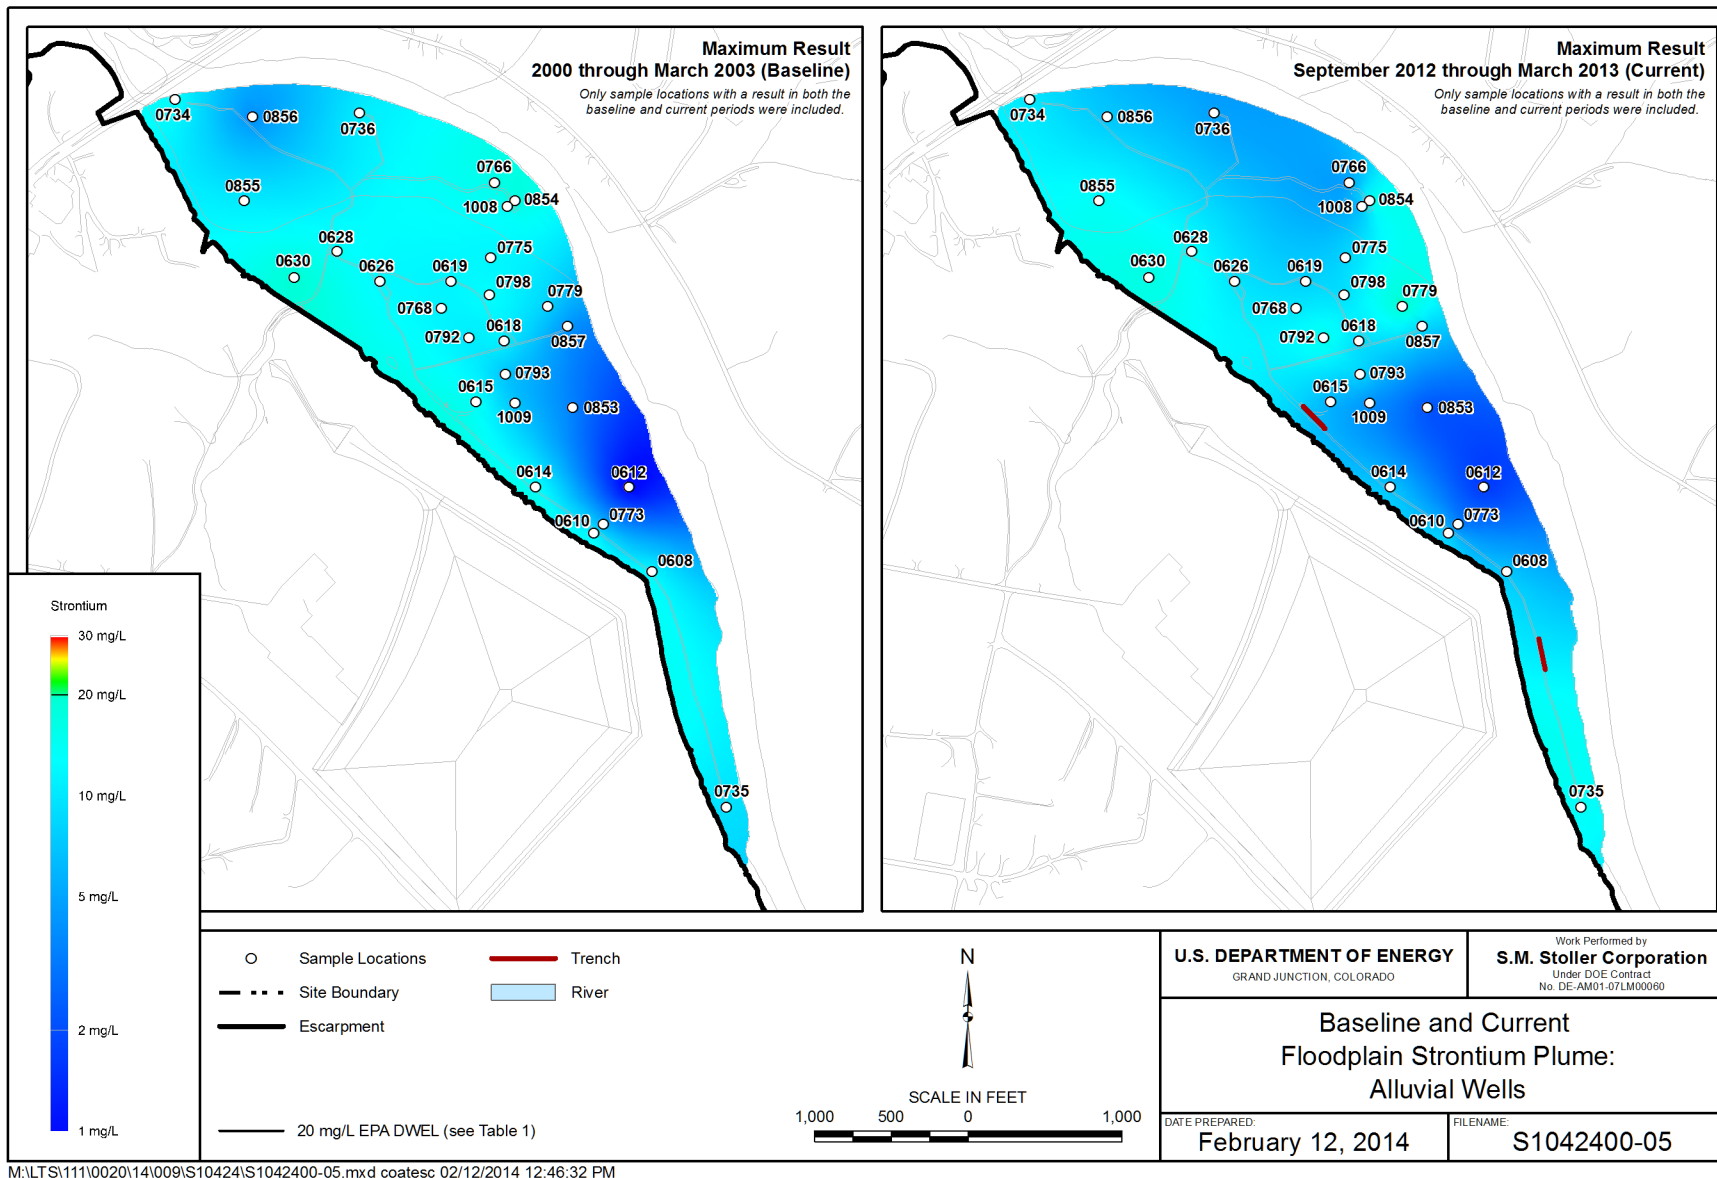 Maximum Result
2000 through March 2003 (Baseline)
Only sample locations with a result in both the
baseline and current periods were included.
0734
0856
0736
0766
0855
0854
1008
0628
0775
0630
0626
0619
0798
0779
0768
0792
0618
0857
0793
0615
1009
0853
0614
0612
0610
0773
0608
0735
Maximum Result
September 2012 through March 2013 (Current)
Only sample locations with a result in both the
baseline and current periods were included.
0734
0856
0736
0766
0855
0854
1008
0628
0775
0630
0626
0619
0798
0779
0768
0792
0618
0857
0793
0615
1009
0853
0614
0612
0610
0773
0608
0735
Strontium
30 mg/L
20 mg/L
10 mg/L
5 mg/L
2 mg/L
1 mg/L
Sample Locations
Trench
Site Boundary
River
Escarpment
20 mg/L EPA DWEL (see Table 1)
N
SCALE IN FEET
1,000 500 0 1,000
U.S. DEPARTMENT OF ENERGY
GRAND JUNCTION, COLORADO
Work Performed by
S.M. Stoller Corporation
Under DOE Contract
No. DE-AM01-07LM00060
Baseline and Current
Floodplain Strontium Plume:
Alluvial Wells
DATE PREPARED:
February 12, 2014
FILENAME:
S1042400-05
M:\LTS\111\0020\14\009\S10424\S1042400-05.mxd coatesc 02/12/2014 12:46:32 PM